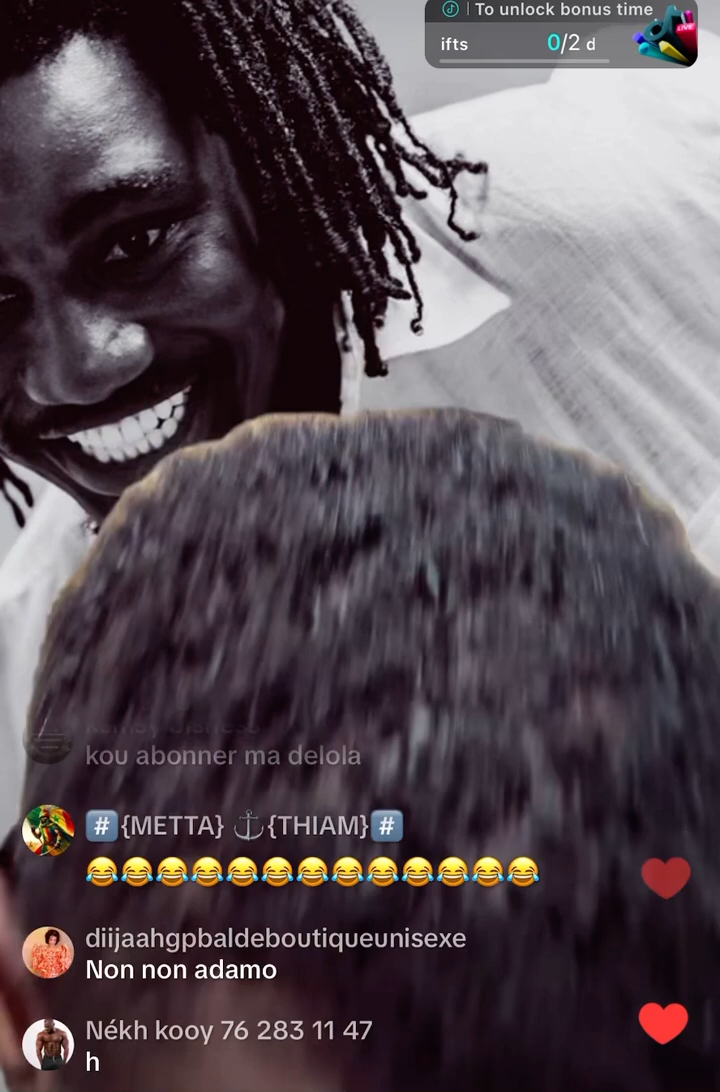 To unlock bonus time
ifts 0/2 d
LIVE
kou abonner ma delola
#{METTA} ⚓{THIAM}#
😂😂😂😂😂😂😂😂😂😂😂😂😂
diijaahgpbaldeboutiqueunisexe
Non non adamo
Nékh kooy 76 283 11 47
h